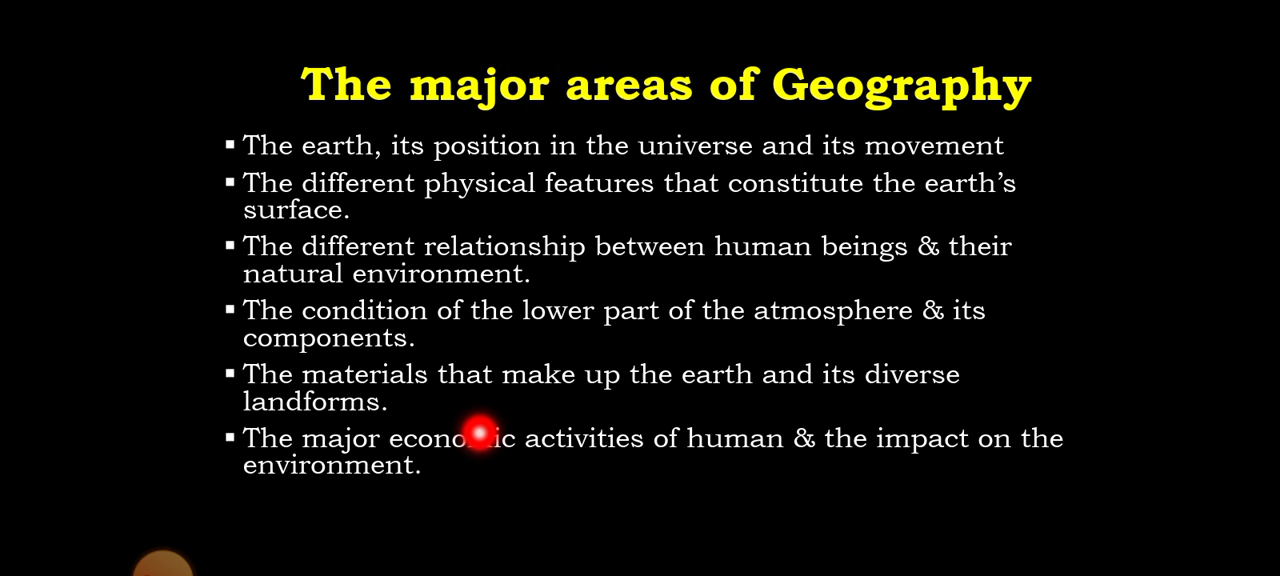 The major areas of Geography
▪ The earth, its position in the universe and its movement
▪ The different physical features that constitute the earth's
surface.
▪ The different relationship between human beings & their
natural environment.
▪ The condition of the lower part of the atmosphere & its
components.
▪ The materials that make up the earth and its diverse
landforms.
▪ The major economic activities of human & the impact on the
environment.